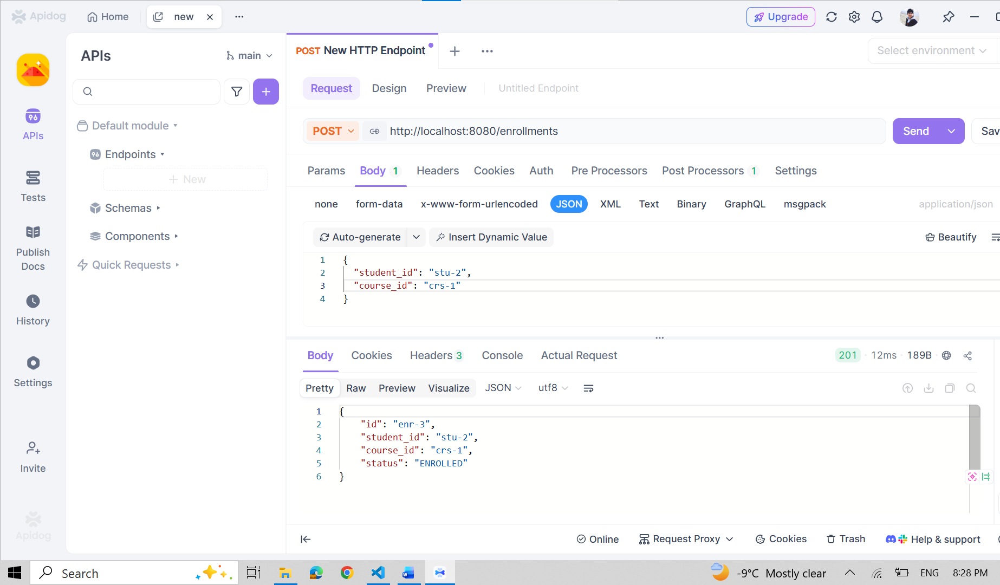 Apidog
Home
new
Upgrade
APIs
main
POST New HTTP Endpoint
Select environment
Request Design Preview Untitled Endpoint
APIs
Default module
POST http://localhost:8080/enrollments
Send
Sav
Endpoints
New
Params Body 1 Headers Cookies Auth Pre Processors Post Processors 1 Settings
Tests
Schemas
none form-data x-www-form-urlencoded JSON XML Text Binary GraphQL msgpack application/json
Components
Auto-generate Insert Dynamic Value Beautify
Publish
Docs
Quick Requests
1 {
2 "student_id": "stu-2",
3 "course_id": "crs-1"
4 }
History
Settings
Body Cookies Headers 3 Console Actual Request 201 12ms 189B
Pretty Raw Preview Visualize JSON utf8
1 {
2 "id": "enr-3",
3 "student_id": "stu-2",
4 "course_id": "crs-1",
5 "status": "ENROLLED"
6 }
Invite
Apidog
Online Request Proxy Cookies Trash Help & support
Search
-9°C Mostly clear ENG 8:28 PM